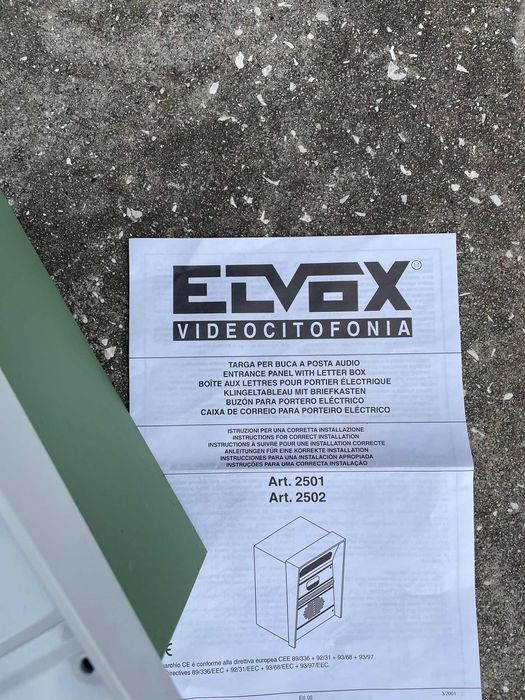 ELVOX
VIDEOCITOFONIA
TARGA PER BUCA A POSTA AUDIO
ENTRANCE PANEL WITH LETTER BOX
BOÎTE AUX LETTRES POUR PORTIER ÉLECTRIQUE
KLINGELTABLEAU MIT BRIEFKASTEN
BUZÓN PARA PORTERO ELÉCTRICO
CAIXA DE CORREIO PARA PORTEIRO ELÉCTRICO
ISTRUZIONI PER UNA CORRETTA INSTALLAZIONE
INSTRUCTIONS FOR CORRECT INSTALLATION
INSTRUCTIONS À SUIVRE POUR UNE INSTALLATION CORRECTE
ANLEITUNGEN FÜR EINE KORREKTE INSTALLATION
INSTRUCCIONES PARA UNA INSTALACIÓN APROPIADA
INSTRUÇÕES PARA UMA CORRECTA INSTALAÇÃO
Art. 2501
Art. 2502
CE
archio CE è conforme alla direttiva europea CEE 89/336 + 92/31 + 93/68 + 93/97.
irectives 89/336/EEC + 92/31/EEC + 93/68/EEC + 93/97/EEC.
Ed. 02
3/2001